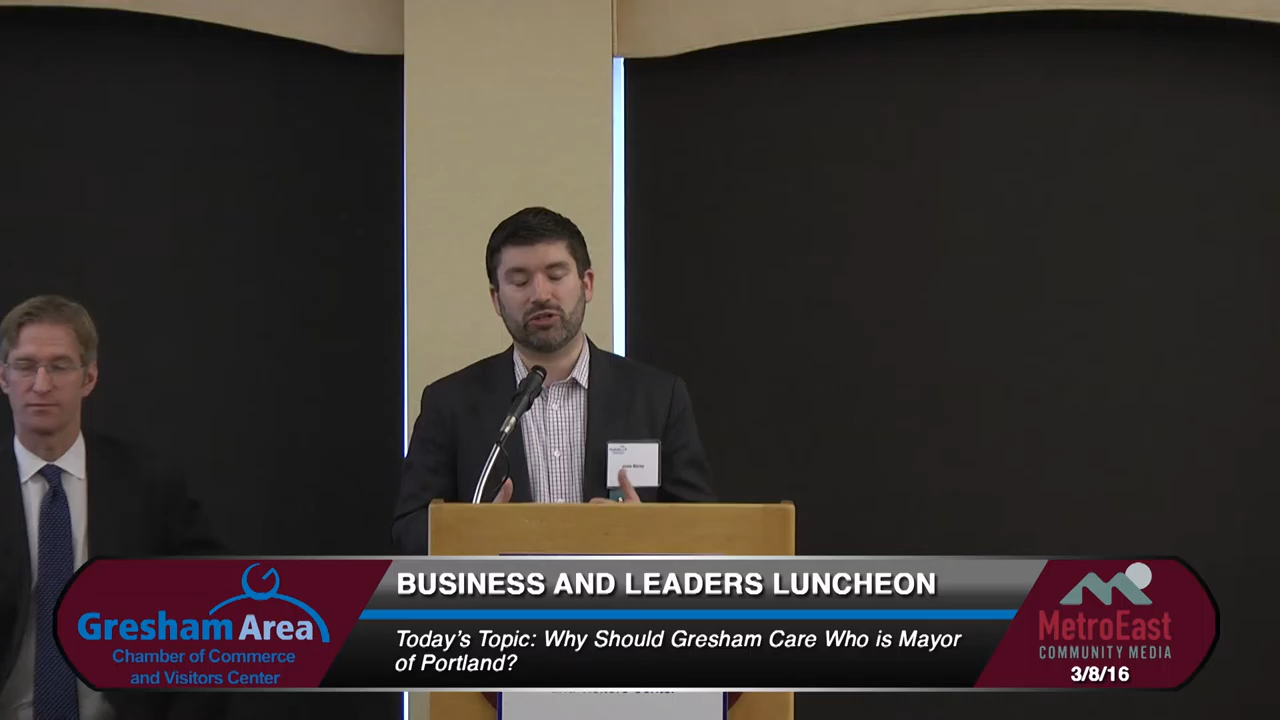 BUSINESS AND LEADERS LUNCHEON
Gresham Area
Chamber of Commerce
and Visitors Center
Today's Topic: Why Should Gresham Care Who is Mayor
of Portland?
MetroEast
COMMUNITY MEDIA
3/8/16